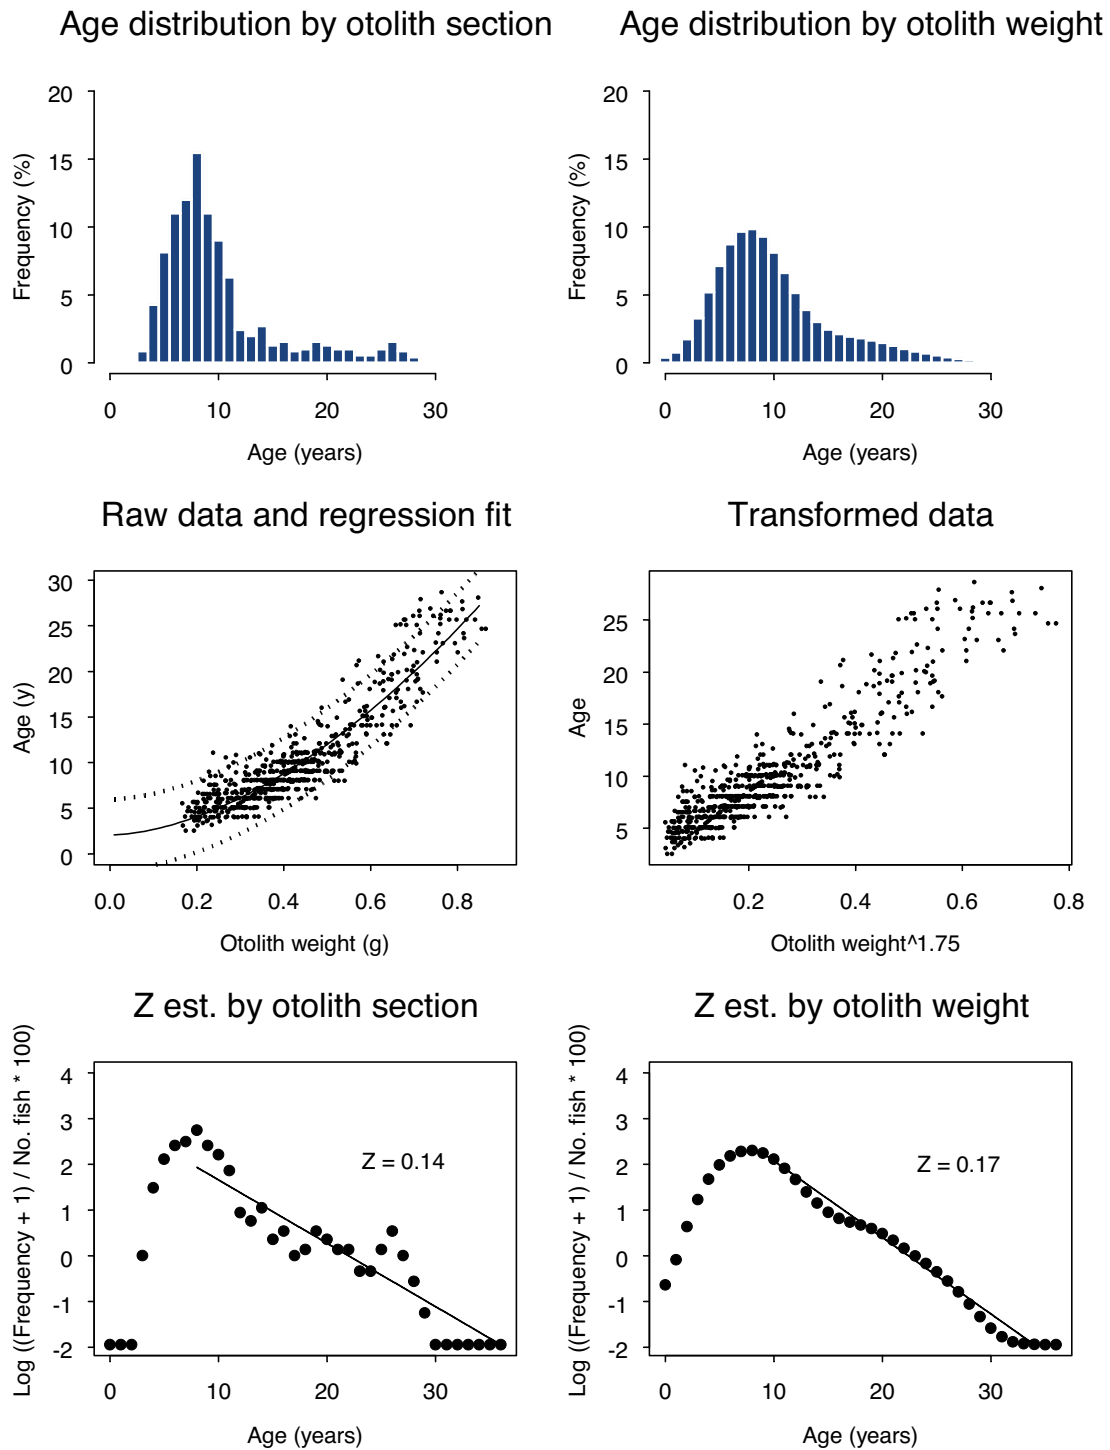 Age distribution by otolith section
Age distribution by otolith weight
20
15
10
5
0
Frequency (%)
0 10 20 30
Age (years)
20
15
10
5
0
Frequency (%)
0 10 20 30
Age (years)
Raw data and regression fit
Transformed data
30
25
20
15
10
5
0
Age (y)
0.0 0.2 0.4 0.6 0.8
Otolith weight (g)
25
20
15
10
5
Age
0.2 0.4 0.6 0.8
Otolith weight^1.75
Z est. by otolith section
Z est. by otolith weight
4
3
2
1
0
-1
-2
Log ((Frequency + 1) / No. fish * 100)
Z = 0.14
0 10 20 30
Age (years)
4
3
2
1
0
-1
-2
Log ((Frequency + 1) / No. fish * 100)
Z = 0.17
0 10 20 30
Age (years)